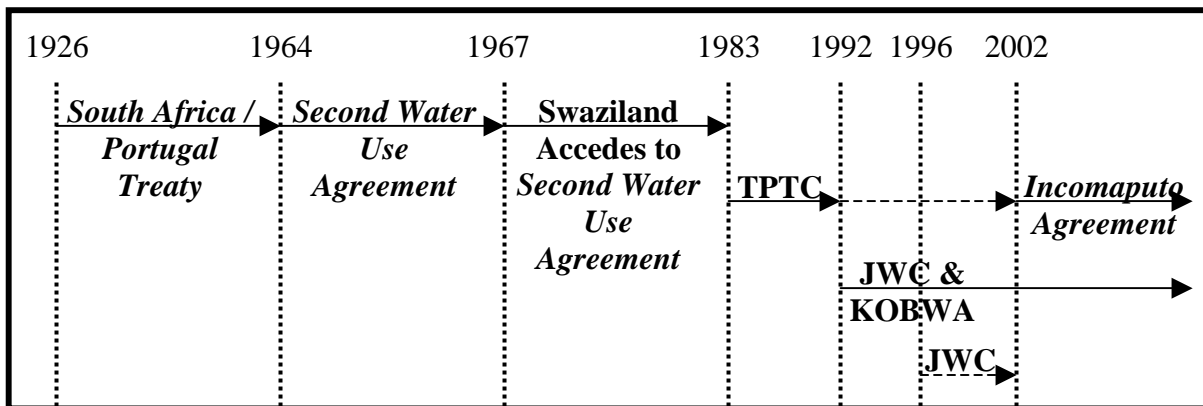 1926 1964 1967 1983 1992 1996 2002
South Africa /
Portugal
Treaty
Second Water
Use
Agreement
Swaziland
Accedes to
Second Water
Use
Agreement
TPTC
Incomaputo
Agreement
JWC &
KOBWA
JWC